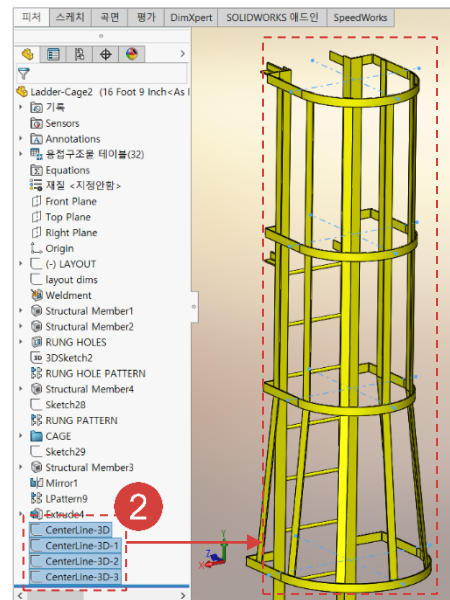 피처 스케치 곡면 평가 DimXpert SOLIDWORKS 애드인 SpeedWorks
Ladder-Cage2 (16 Foot 9 Inch<As
기록
Sensors
Annotations
용접구조물 테이블(32)
Equations
재질 <지정안함>
Front Plane
Top Plane
Right Plane
Origin
(-) LAYOUT
layout dims
Weldment
Structural Member1
Structural Member2
RUNG HOLES
3D 3DSketch2
RUNG HOLE PATTERN
Structural Member4
Sketch28
RUNG PATTERN
CAGE
Sketch29
Structural Member3
Mirror1
LPattern9
Extrude4
2
CenterLine-3D
CenterLine-3D-1
CenterLine-3D-2
CenterLine-3D-3
Y
Z
X